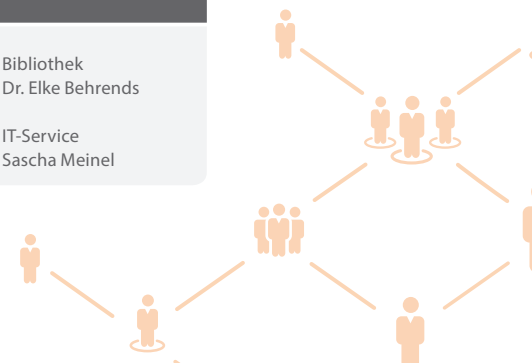 Bibliothek
Dr. Elke Behrends
IT-Service
Sascha Meinel